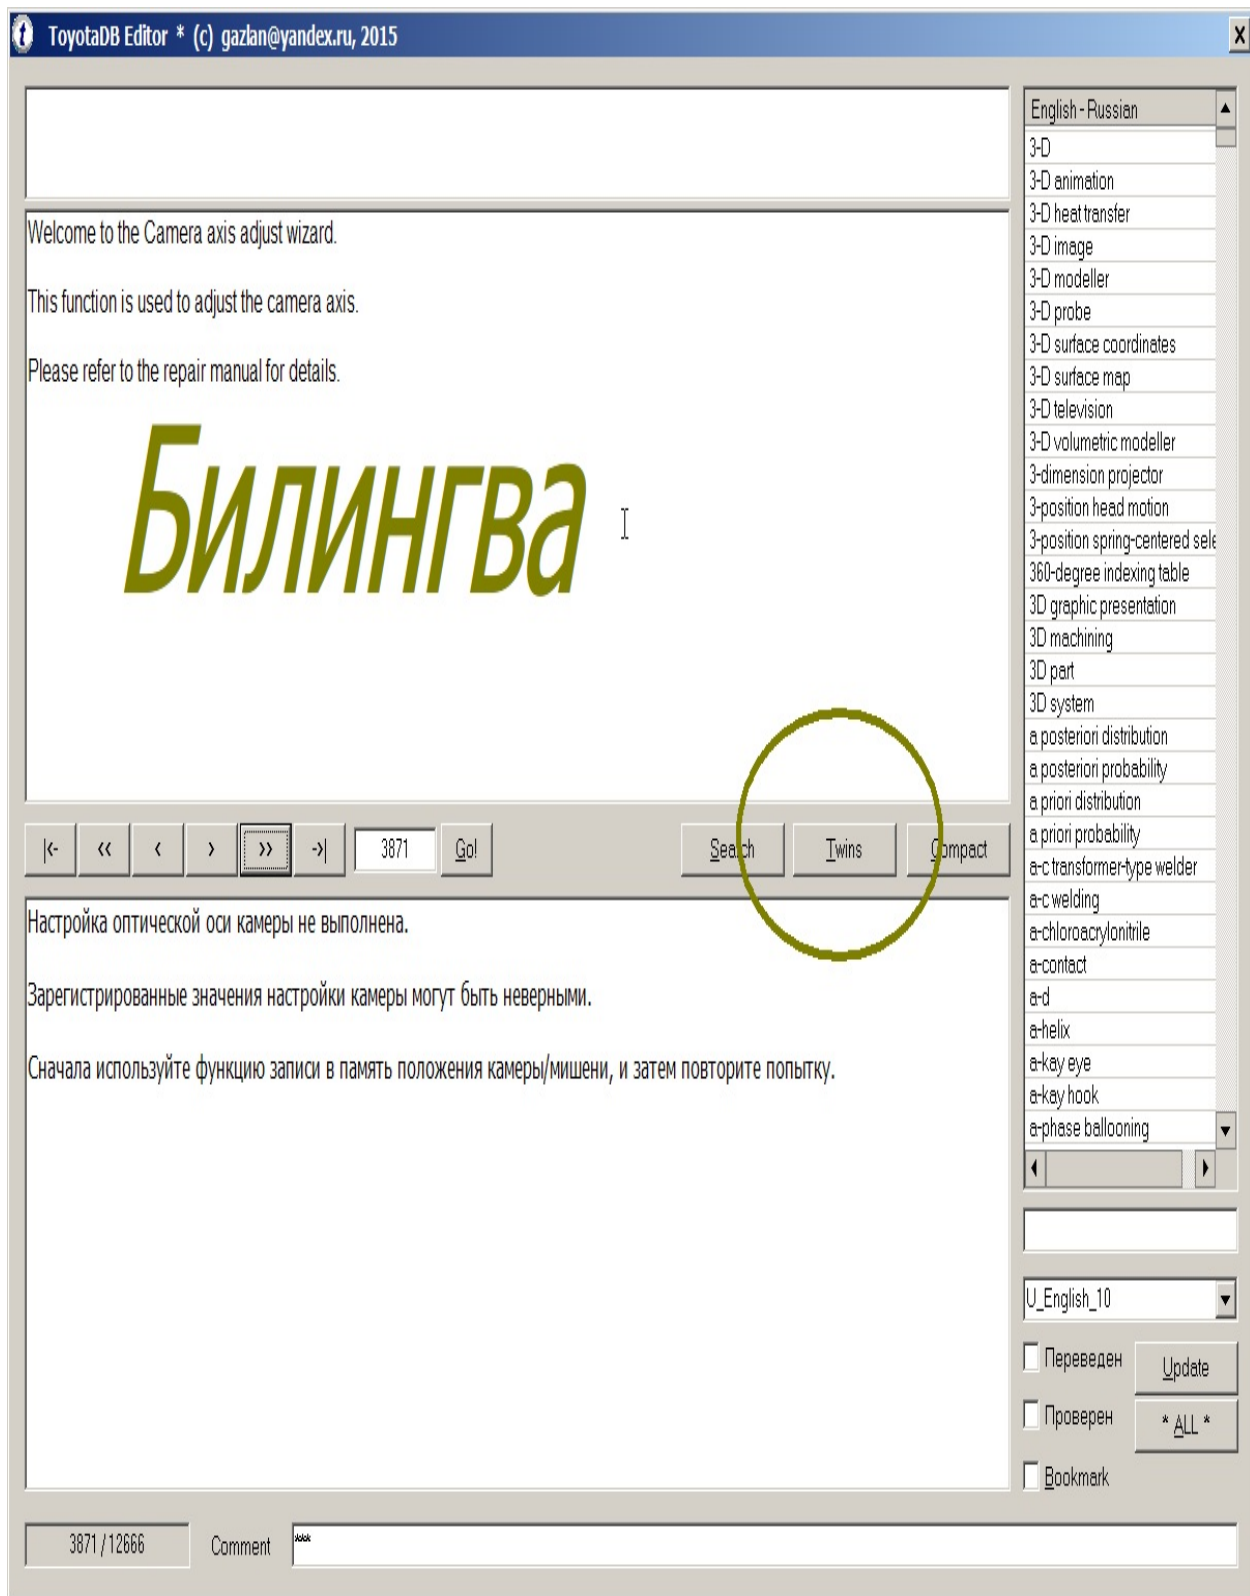 ToyotaDB Editor * (c) gazlan@yandex.ru, 2015
Welcome to the Camera axis adjust wizard.
This function is used to adjust the camera axis.
Please refer to the repair manual for details.
Билингва
|<- << < > >> ->| 3871 Go! Search Twins Compact
Настройка оптической оси камеры не выполнена.
Зарегистрированные значения настройки камеры могут быть неверными.
Сначала используйте функцию записи в память положения камеры/мишени, и затем повторите попытку.
English - Russian
3-D
3-D animation
3-D heat transfer
3-D image
3-D modeller
3-D probe
3-D surface coordinates
3-D surface map
3-D television
3-D volumetric modeller
3-dimension projector
3-position head motion
3-position spring-centered sele
360-degree indexing table
3D graphic presentation
3D machining
3D part
3D system
a posteriori distribution
a posteriori probability
a priori distribution
a priori probability
a-c transformer-type welder
a-c welding
a-chloroacrylonitrile
a-contact
a-d
a-helix
a-kay eye
a-kay hook
a-phase ballooning
U_English_10
Переведен Update
Проверен * ALL *
Bookmark
3871 / 12666 Comment ***